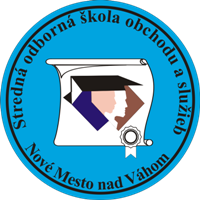 Stredná odborná škola obchodu a služieb
Nové Mesto nad Váhom